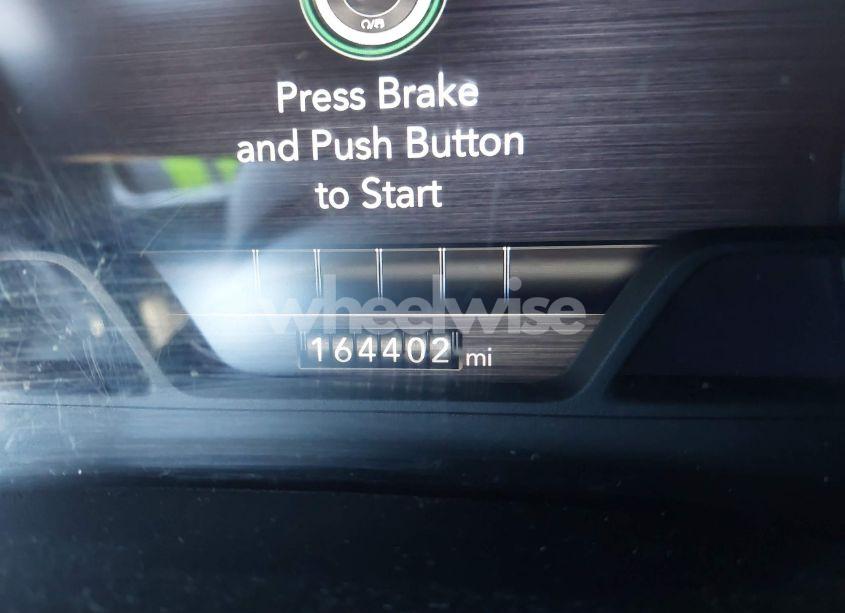 Press Brake
and Push Button
to Start
wheelwise
164402 mi